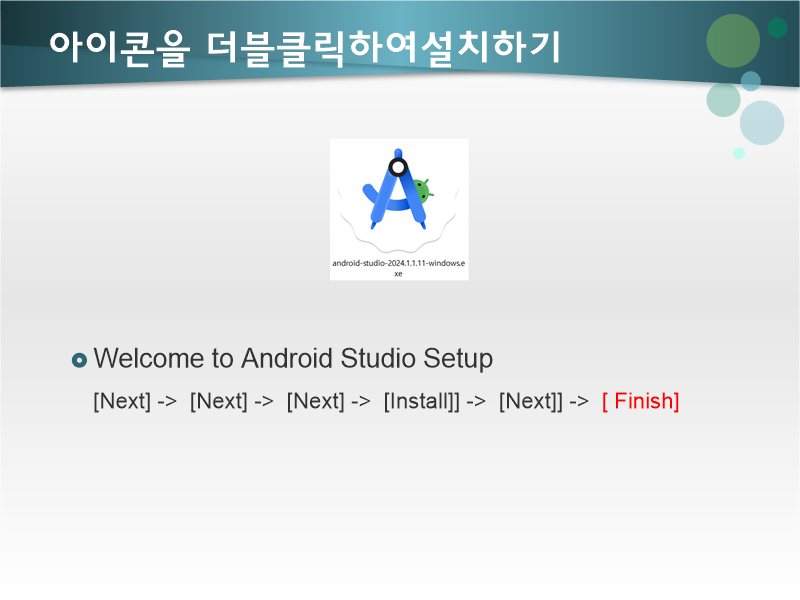 아이콘을 더블클릭하여설치하기
android-studio-2024.1.1.11-windows.e
xe
Welcome to Android Studio Setup
[Next] -> [Next] -> [Next] -> [Install]] -> [Next]] -> [ Finish]